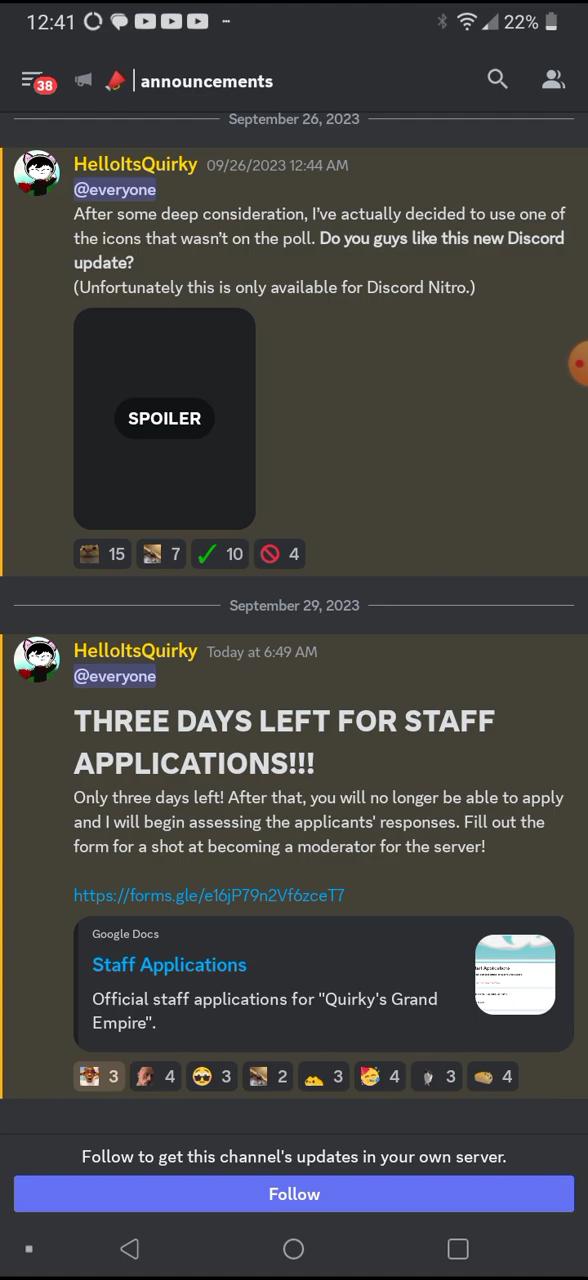 12:41 22%
38 | announcements
September 26, 2023
HelloItsQuirky 09/26/2023 12:44 AM
@everyone
After some deep consideration, I've actually decided to use one of
the icons that wasn't on the poll. Do you guys like this new Discord
update?
(Unfortunately this is only available for Discord Nitro.)
SPOILER
15 7 10 4
September 29, 2023
HelloItsQuirky Today at 6:49 AM
@everyone
THREE DAYS LEFT FOR STAFF
APPLICATIONS!!!
Only three days left! After that, you will no longer be able to apply
and I will begin assessing the applicants' responses. Fill out the
form for a shot at becoming a moderator for the server!
https://forms.gle/e16jP79n2Vf6zceT7
Google Docs
Staff Applications
Official staff applications for "Quirky's Grand
Empire".
3 4 3 2 3 4 3 4
Follow to get this channel's updates in your own server.
Follow